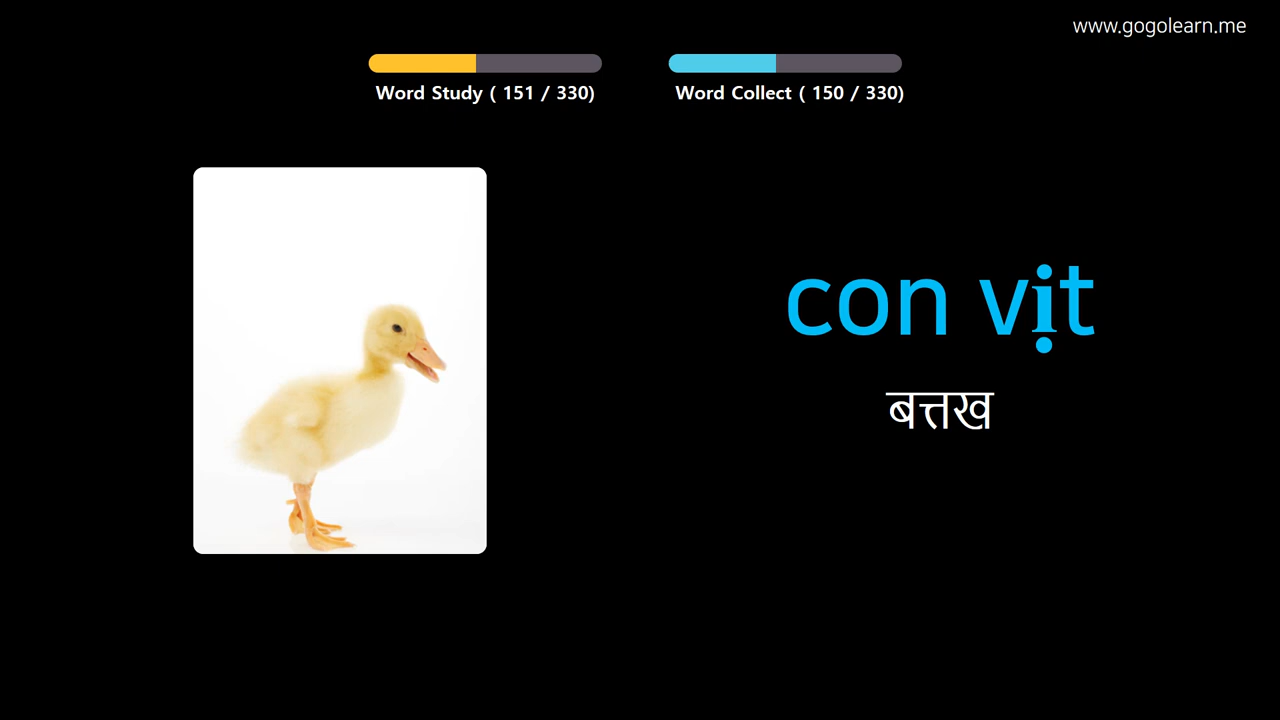 www.gogolearn.me
Word Study ( 151 / 330)
Word Collect ( 150 / 330)
con vịt
बत्तख